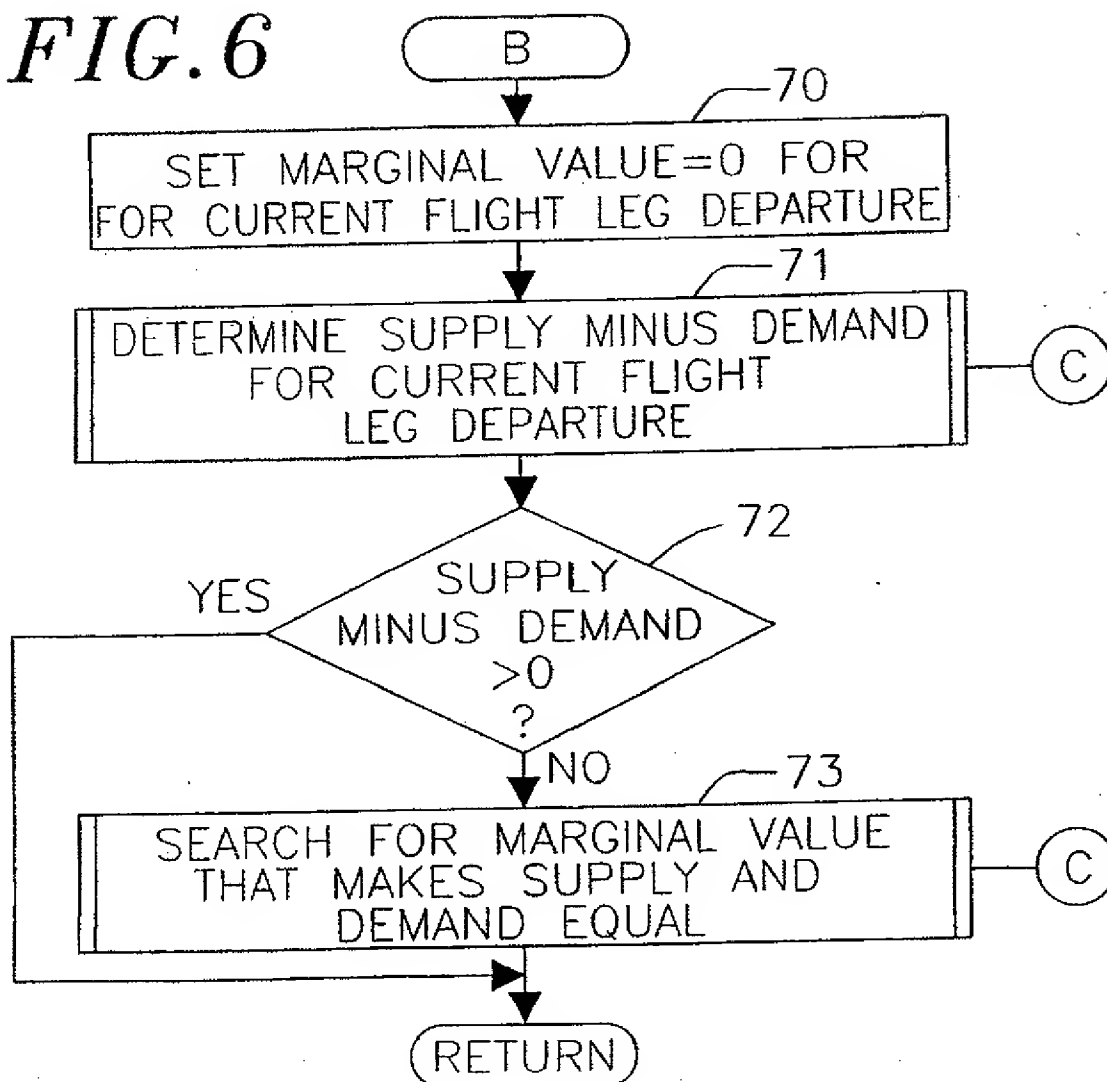 FIG. 6
B
70
SET MARGINAL VALUE=0 FOR
FOR CURRENT FLIGHT LEG DEPARTURE
71
DETERMINE SUPPLY MINUS DEMAND
FOR CURRENT FLIGHT
LEG DEPARTURE
C
72
YES
SUPPLY
MINUS DEMAND
>0
?
NO
73
SEARCH FOR MARGINAL VALUE
THAT MAKES SUPPLY AND
DEMAND EQUAL
C
RETURN